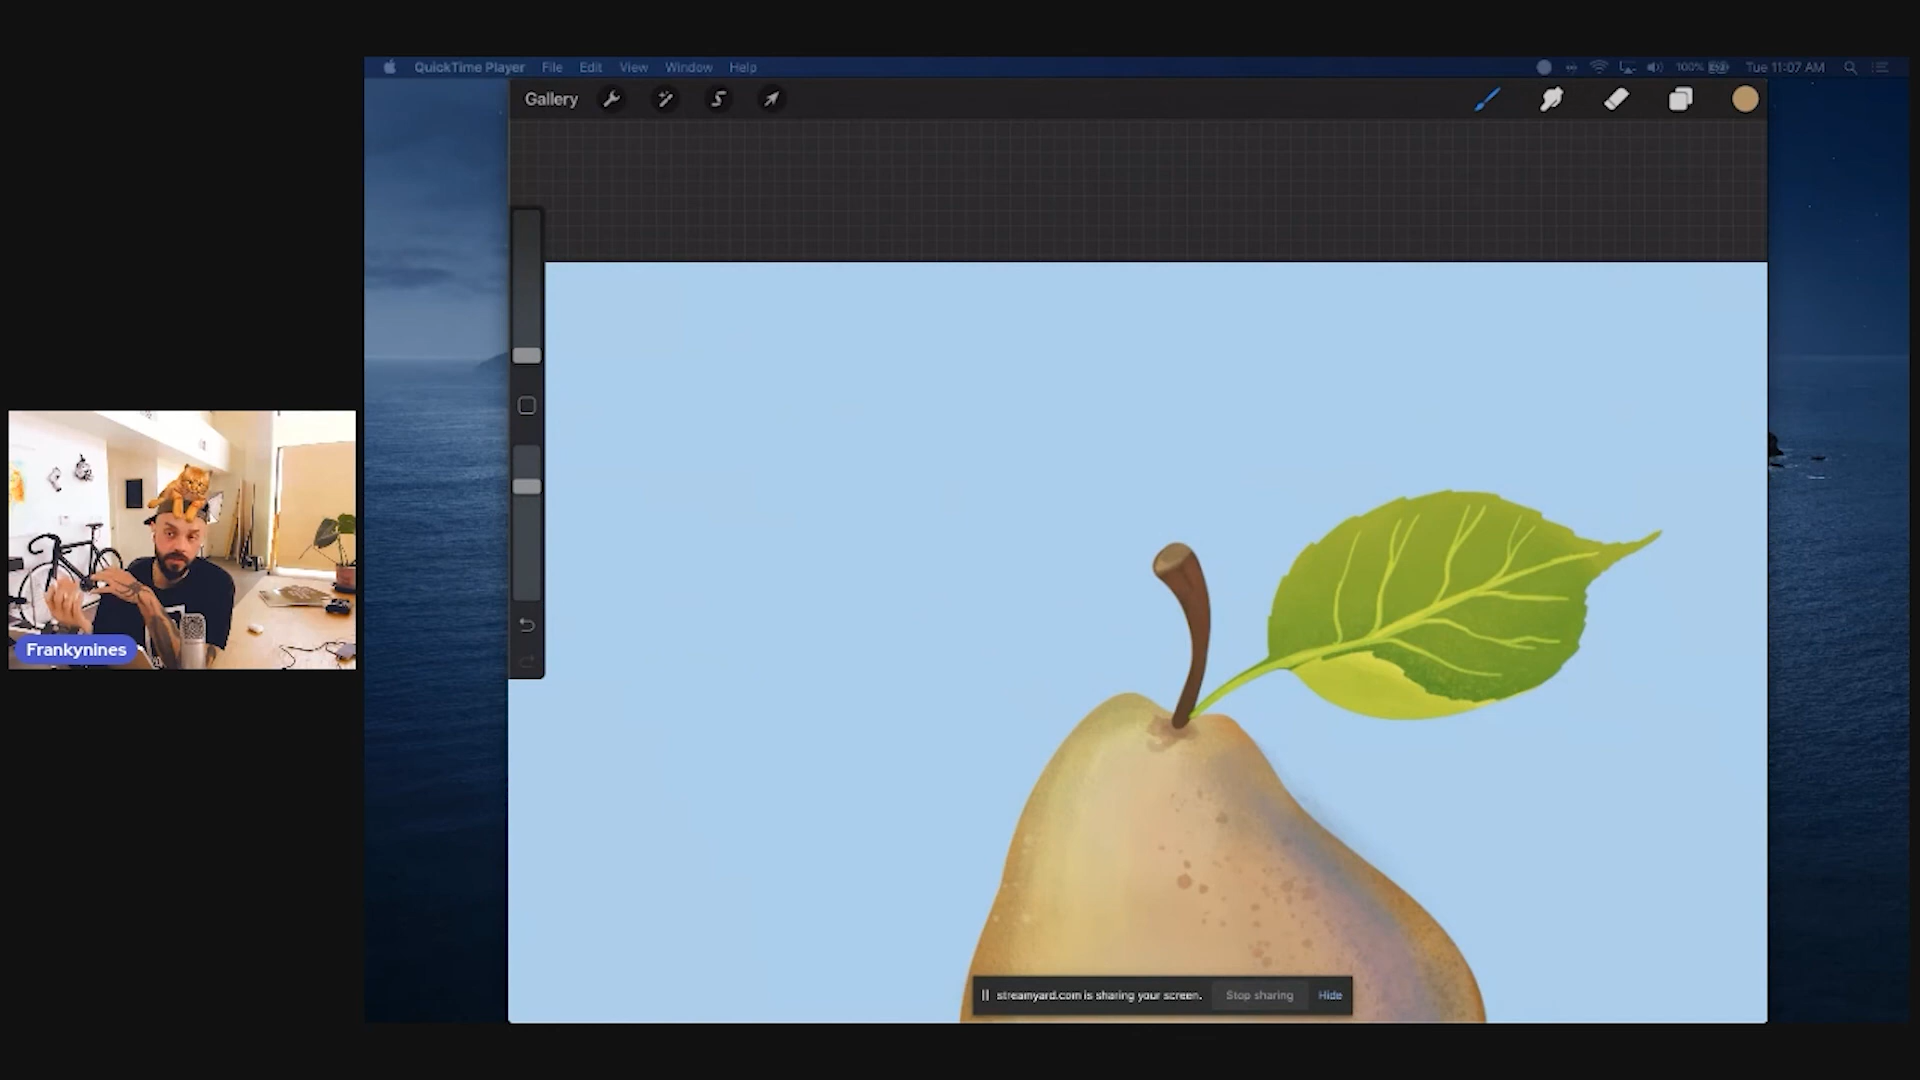 QuickTime Player File Edit View Window Help 100% Tue 11:07 AM
Gallery
Frankynines
streamyard.com is sharing your screen. Stop sharing Hide